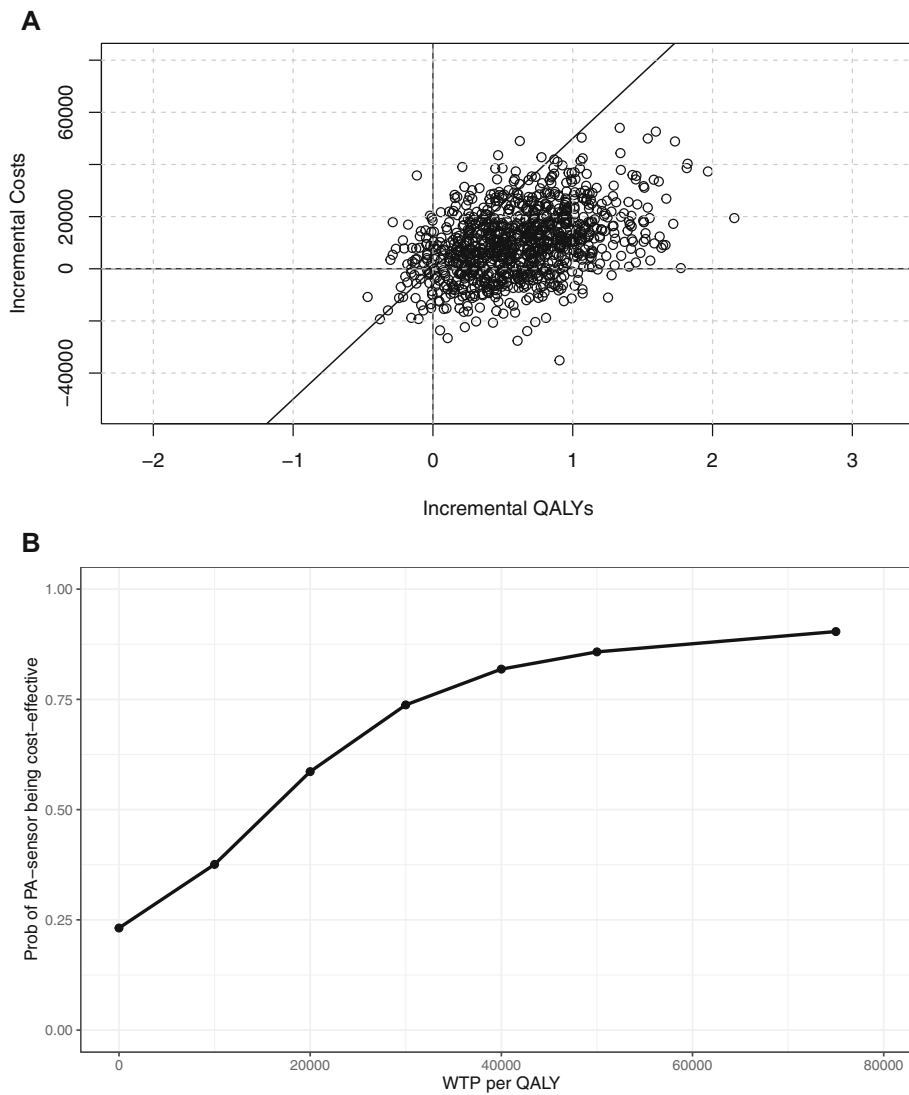 A
Incremental Costs
60000
20000
0
−40000
−2 −1 0 1 2 3
Incremental QALYs
B
Prob of PA−sensor being cost−effective
1.00
0.75
0.50
0.25
0.00
0 20000 40000 60000 80000
WTP per QALY